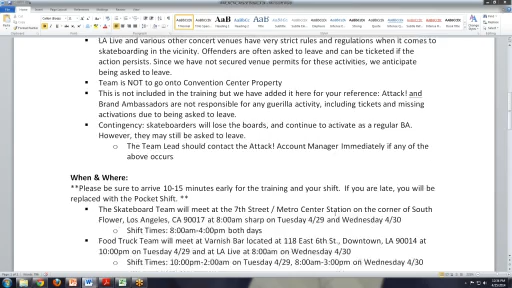 LA Live and various other concert venues have very strict rules and regulations when it comes to
skateboarding in the vicinity. Offenders are often asked to leave and can be ticketed if the
action persists. Since we have not secured venue permits for these activities, we anticipate
being asked to leave.
Team is NOT to go onto Convention Center Property
This is not included in the training but we have added it here for your reference: Attack! and
Brand Ambassadors are not responsible for any guerilla activity, including tickets and missing
activations due to being asked to leave.
Contingency: skateboarders will lose the boards, and continue to activate as a regular BA.
However, they may still be asked to leave.
The Team Lead should contact the Attack! Account Manager Immediately if any of the
above occurs
When & Where:
**Please be sure to arrive 10-15 minutes early for the training and your shift. If you are late, you will be
replaced with the Pocket Shift. **
The Skateboard Team will meet at the 7th Street / Metro Center Station on the corner of South
Flower, Los Angeles, CA 90017 at 8:00am sharp on Tuesday 4/29 and Wednesday 4/30
Shift Times: 8:00am-4:00pm both days
Food Truck Team will meet at Varnish Bar located at 118 East 6th St., Downtown, LA 90014 at
10:00pm on Tuesday 4/29 and at LA Live at 8:00am on Wednesday 4/30
Shift Times: 10:00pm-2:00am on Tuesday 4/29, 8:00am-3:00pm on Wednesday 4/30